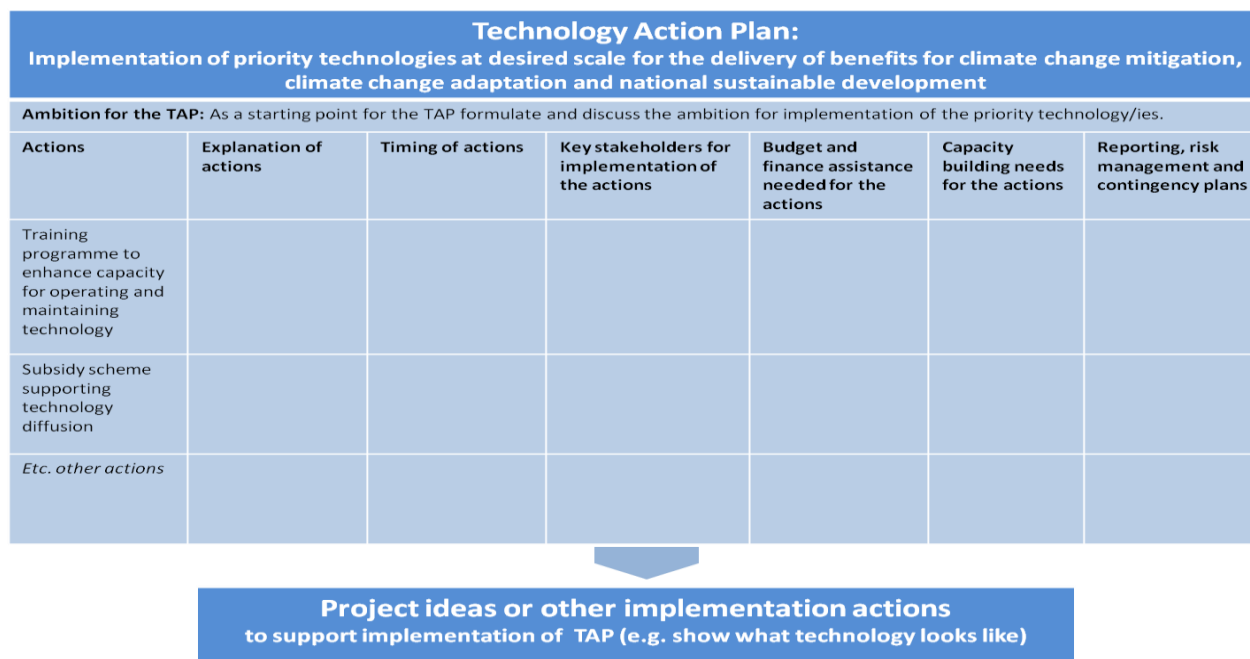 Technology Action Plan:
Implementation of priority technologies at desired scale for the delivery of benefits for climate change mitigation,
climate change adaptation and national sustainable development
Ambition for the TAP: As a starting point for the TAP formulate and discuss the ambition for implementation of the priority technology/ies.
Actions
Explanation of
actions
Timing of actions
Key stakeholders for
implementation of
the actions
Budget and
finance assistance
needed for the
actions
Capacity
building needs
for the actions
Reporting, risk
management and
contingency plans
Training
programme to
enhance capacity
for operating and
maintaining
technology
Subsidy scheme
supporting
technology
diffusion
Etc. other actions
Project ideas or other implementation actions
to support implementation of TAP (e.g. show what technology looks like)